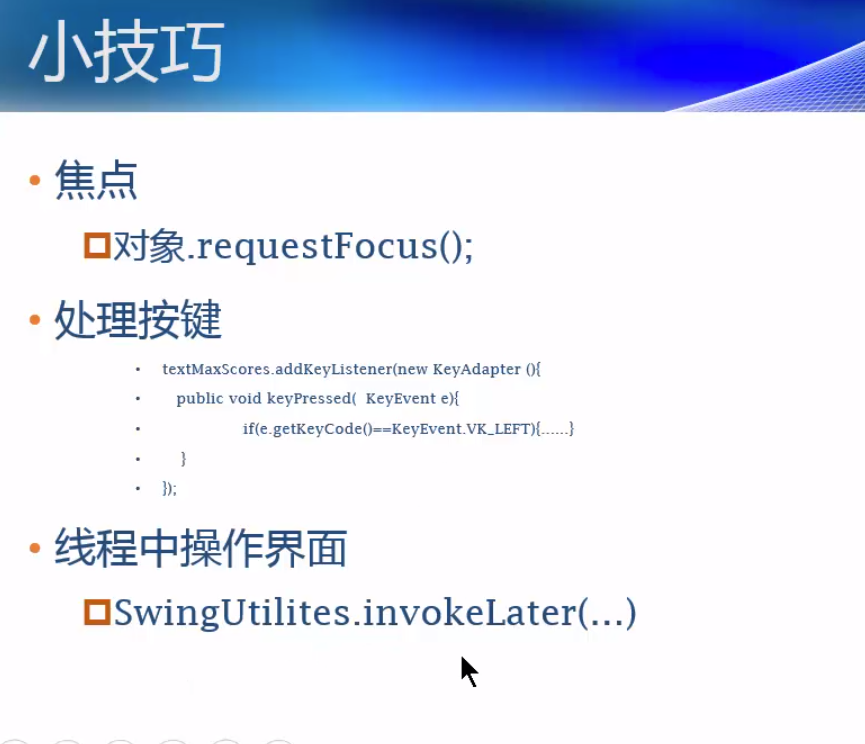 小技巧
• 焦点
对象.requestFocus();
• 处理按键
• textMaxScores.addKeyListener(new KeyAdapter (){
• public void keyPressed( KeyEvent e){
• if(e.getKeyCode()==KeyEvent.VK_LEFT){......}
• }
• });
• 线程中操作界面
SwingUtilites.invokeLater(...)